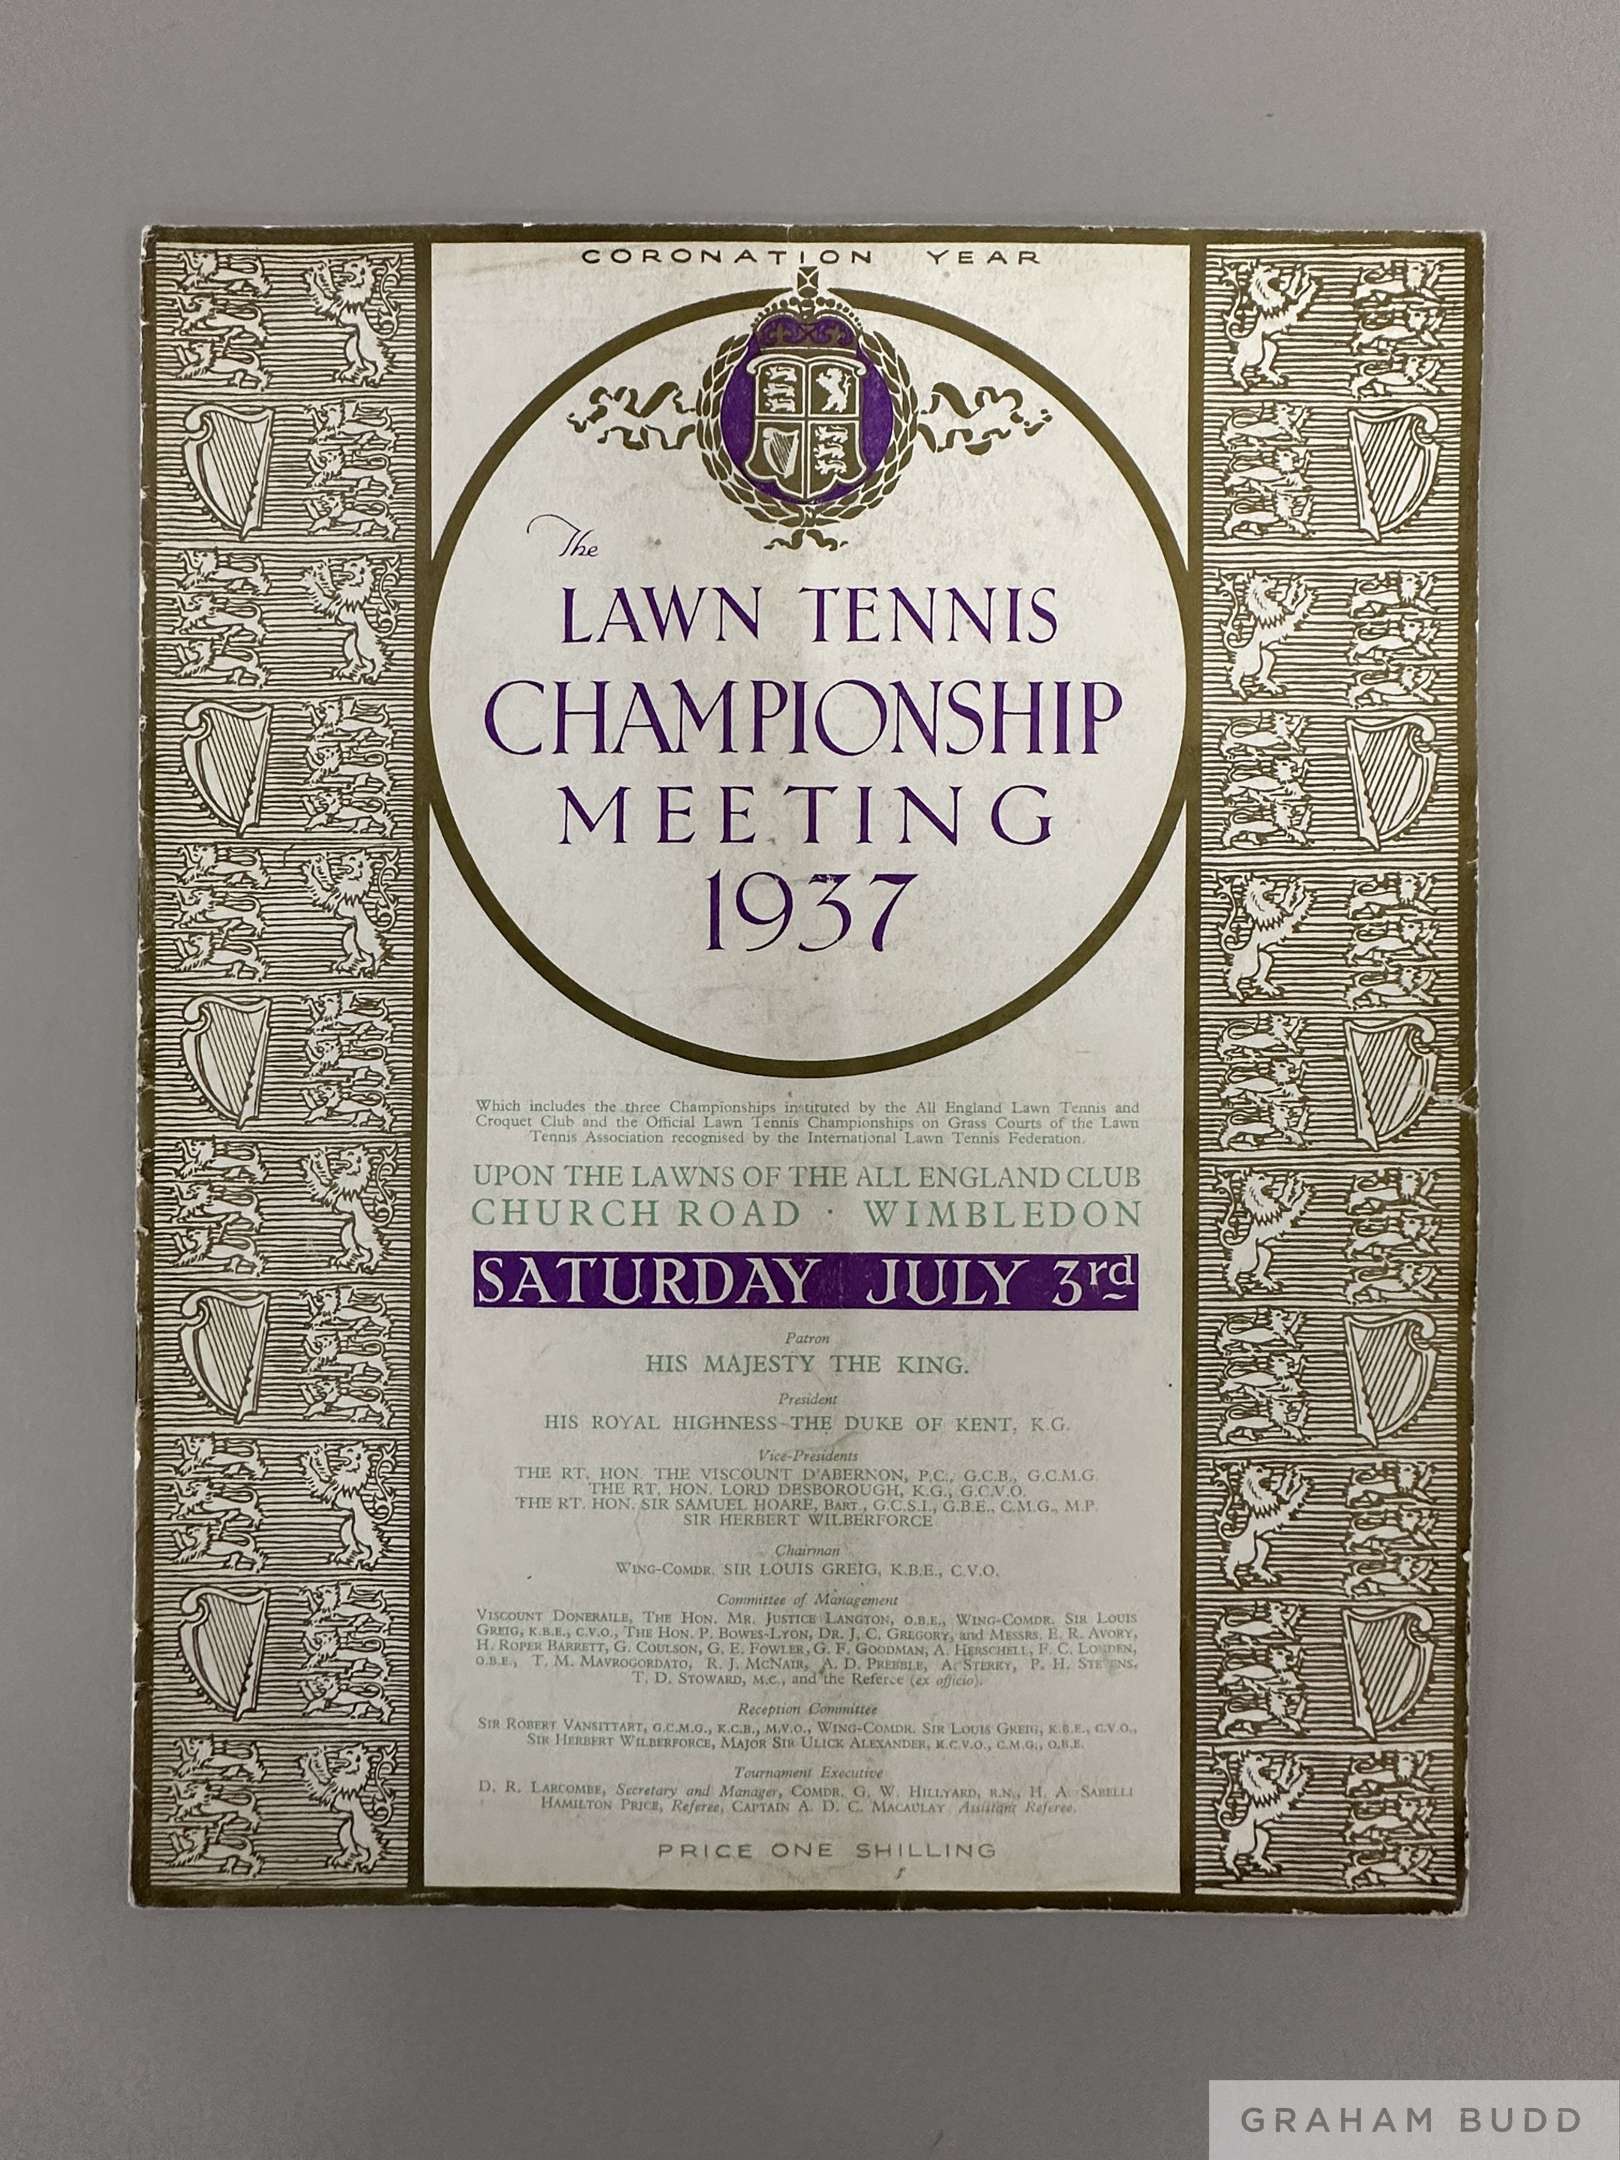 CORONATION YEAR
The
LAWN TENNIS
CHAMPIONSHIP
MEETING
1937
Which includes the three Championships instituted by the All England Lawn Tennis and
Croquet Club and the Official Lawn Tennis Championships on Grass Courts of the Lawn
Tennis Association recognised by the International Lawn Tennis Federation.
UPON THE LAWNS OF THE ALL ENGLAND CLUB
CHURCH ROAD · WIMBLEDON
SATURDAY JULY 3rd
Patron
HIS MAJESTY THE KING.
President
HIS ROYAL HIGHNESS THE DUKE OF KENT, K.G.
Vice-Presidents
THE RT. HON. THE VISCOUNT D'ABERNON, P.C., G.C.B., G.C.M.G.
THE RT. HON. LORD DESBOROUGH, K.G., G.C.V.O.
THE RT. HON. SIR SAMUEL HOARE, BART., G.C.S.I., G.B.E., C.M.G., M.P.
SIR HERBERT WILBERFORCE
Chairman
WING-COMDR. SIR LOUIS GREIG, K.B.E., C.V.O.
Committee of Management
VISCOUNT DONERAILE, THE HON. MR. JUSTICE LANGTON, O.B.E., WING-COMDR. SIR LOUIS
GREIG, K.B.E., C.V.O., THE HON. P. BOWES-LYON, DR. J. C. GREGORY, and MESSRS. E. R. AVORY,
H. ROPER BARRETT, G. COULSON, G. E. FOWLER, G. F. GOODMAN, A. HERSCHELL, F. C. LOWDEN,
O.B.E., T. M. MAVROGORDATO, R. J. MCNAIR, A. D. PREBBLE, A. STERRY, P. H. STEVENS,
T. D. STOWARD, M.C., and the Referee (ex officio).
Reception Committee
SIR ROBERT VANSITTART, G.C.M.G., K.C.B., M.V.O., WING-COMDR. SIR LOUIS GREIG, K.B.E., C.V.O.,
SIR HERBERT WILBERFORCE, MAJOR SIR ULICK ALEXANDER, K.C.V.O., C.M.G., O.B.E.
Tournament Executive
D. R. LARCOMBE, Secretary and Manager, COMDR. G. W. HILLYARD, R.N., H. A. SABELLI
HAMILTON PRICE, Referee, CAPTAIN A. D. C. MACAULAY Assistant Referee.
PRICE ONE SHILLING
GRAHAM BUDD